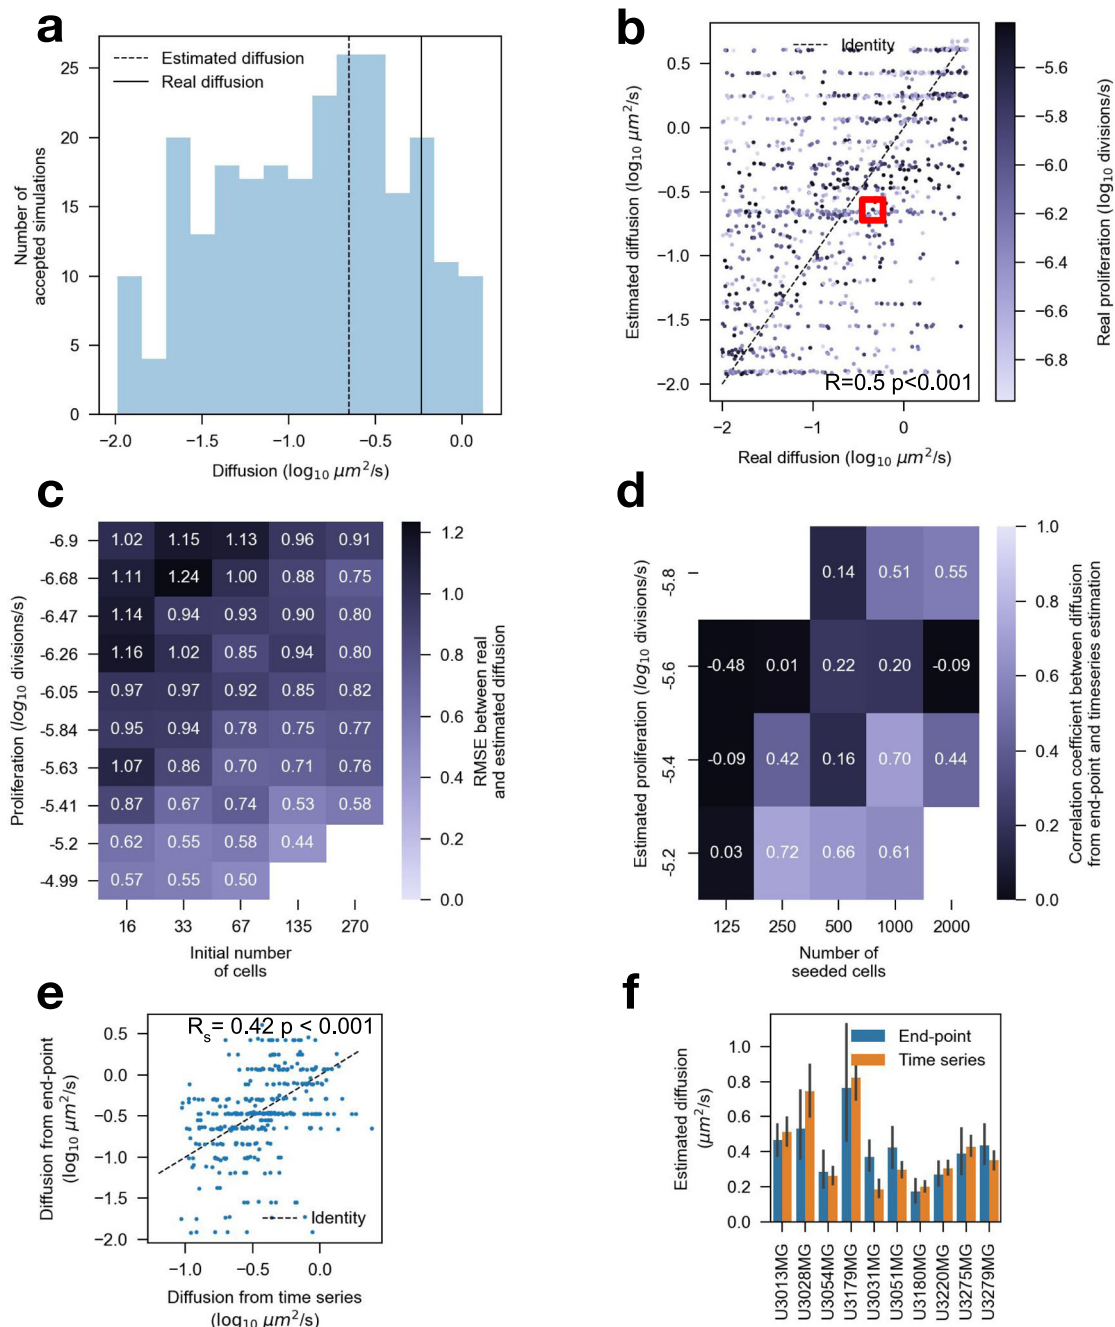 a
Estimated diffusion
Real diffusion
25
20
15
10
5
0
Number of
accepted simulations
−2.0 −1.5 −1.0 −0.5 0.0
Diffusion (log10 μm²/s)
b
Identity
0.5
0.0
−0.5
−1.0
−1.5
−2.0
Estimated diffusion (log10 μm²/s)
R=0.5 p<0.001
−2 −1 0
Real diffusion (log10 μm²/s)
−5.6
−5.8
−6.0
−6.2
−6.4
−6.6
−6.8
Real proliferation (log10 divisions/s)
c
Proliferation (log10 divisions/s)
-6.9 1.02 1.15 1.13 0.96 0.91
-6.68 1.11 1.24 1.00 0.88 0.75
-6.47 1.14 0.94 0.93 0.90 0.80
-6.26 1.16 1.02 0.85 0.94 0.80
-6.05 0.97 0.97 0.92 0.85 0.82
-5.84 0.95 0.94 0.78 0.75 0.77
-5.63 1.07 0.86 0.70 0.71 0.76
-5.41 0.87 0.67 0.74 0.53 0.58
-5.2 0.62 0.55 0.58 0.44
-4.99 0.57 0.55 0.50
16 33 67 135 270
Initial number
of cells
1.2
1.0
0.8
0.6
0.4
0.2
0.0
RMSE between real
and estimated diffusion
d
Estimated proliferation (log10 divisions/s)
-5.8 0.14 0.51 0.55
-5.6 -0.48 0.01 0.22 0.20 -0.09
-5.4 -0.09 0.42 0.16 0.70 0.44
-5.2 0.03 0.72 0.66 0.61
125 250 500 1000 2000
Number of
seeded cells
1.0
0.8
0.6
0.4
0.2
0.0
Correlation coefficient between diffusion
from end-point and timeseries estimation
e
Rs= 0.42 p < 0.001
0.5
0.0
−0.5
−1.0
−1.5
−2.0
Diffusion from end-point
(log10 μm²/s)
Identity
−1.0 −0.5 0.0
Diffusion from time series
(log10 μm²/s)
f
End-point
Time series
1.0
0.8
0.6
0.4
0.2
0.0
Estimated diffusion
(μm²/s)
U3013MG
U3028MG
U3054MG
U3179MG
U3031MG
U3051MG
U3180MG
U3220MG
U3275MG
U3279MG